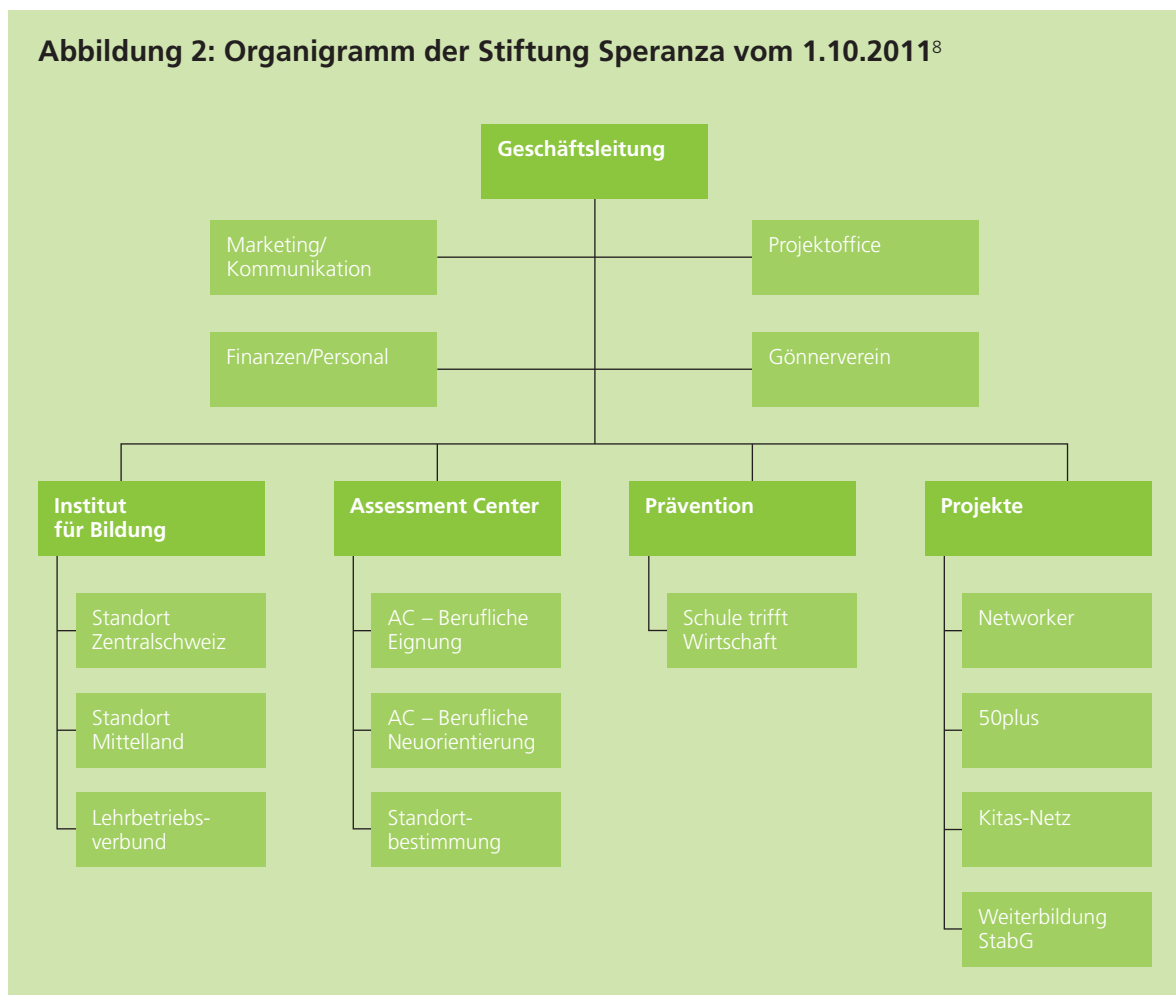 Abbildung 2: Organigramm der Stiftung Speranza vom 1.10.2011⁸
Geschäftsleitung
Marketing/
Kommunikation
Projektoffice
Finanzen/Personal
Gönnerverein
Institut
für Bildung
Assessment Center
Prävention
Projekte
Standort
Zentralschweiz
AC – Berufliche
Eignung
Schule trifft
Wirtschaft
Networker
Standort
Mittelland
AC – Berufliche
Neuorientierung
50plus
Lehrbetriebs-
verbund
Standort-
bestimmung
Kitas-Netz
Weiterbildung
StabG